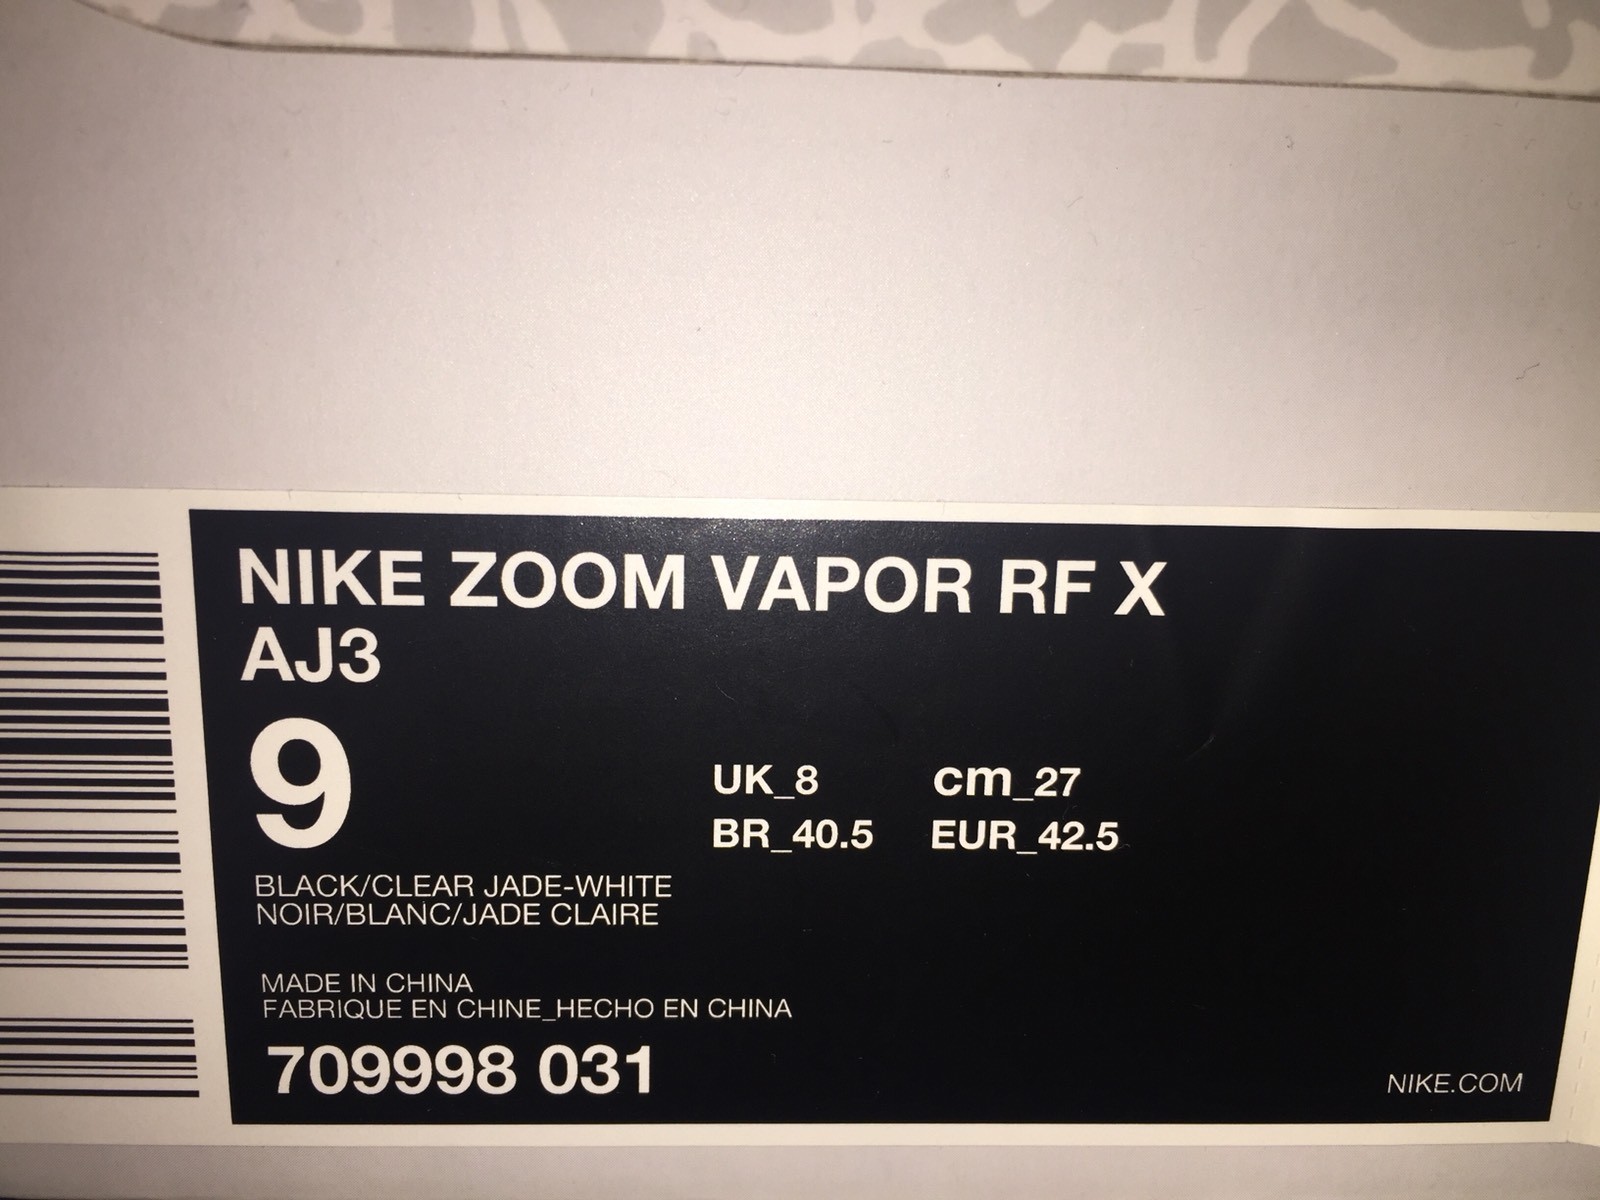 NIKE ZOOM VAPOR RF X
AJ3
9
UK_8 cm_27
BR_40.5 EUR_42.5
BLACK/CLEAR JADE-WHITE
NOIR/BLANC/JADE CLAIRE
MADE IN CHINA
FABRIQUE EN CHINE_HECHO EN CHINA
709998 031
NIKE.COM